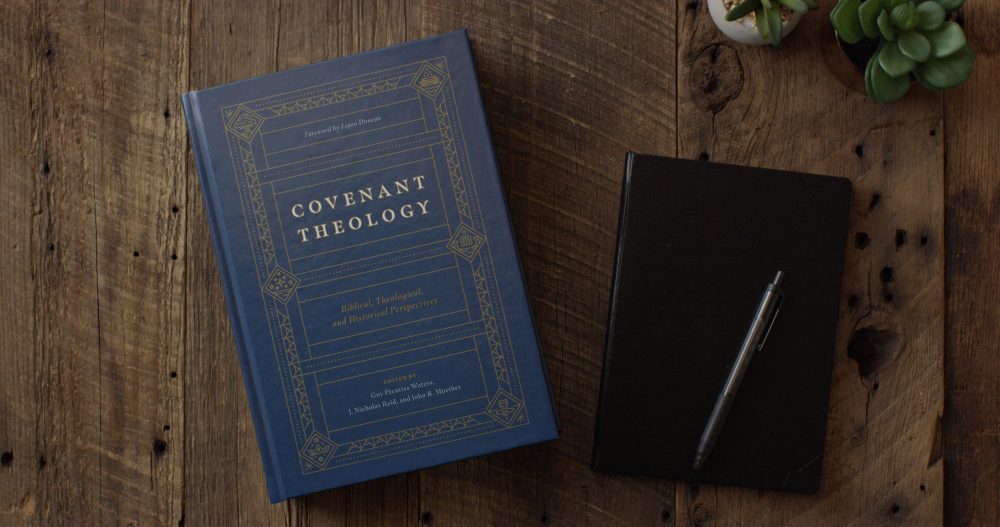 Foreword by Ligon Duncan
COVENANT
THEOLOGY
Biblical, Theological,
and Historical Perspectives
EDITED BY
Guy Prentiss Waters,
J. Nicholas Reid, and John R. Muether